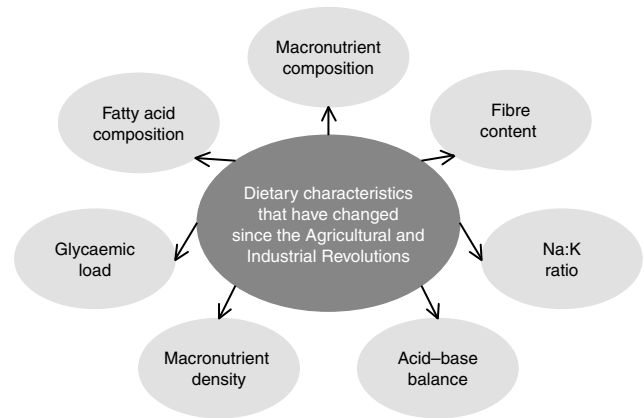 Macronutrient
composition
Fatty acid
composition
Fibre
content
Dietary characteristics
that have changed
since the Agricultural and
Industrial Revolutions
Glycaemic
load
Na:K
ratio
Macronutrient
density
Acid–base
balance